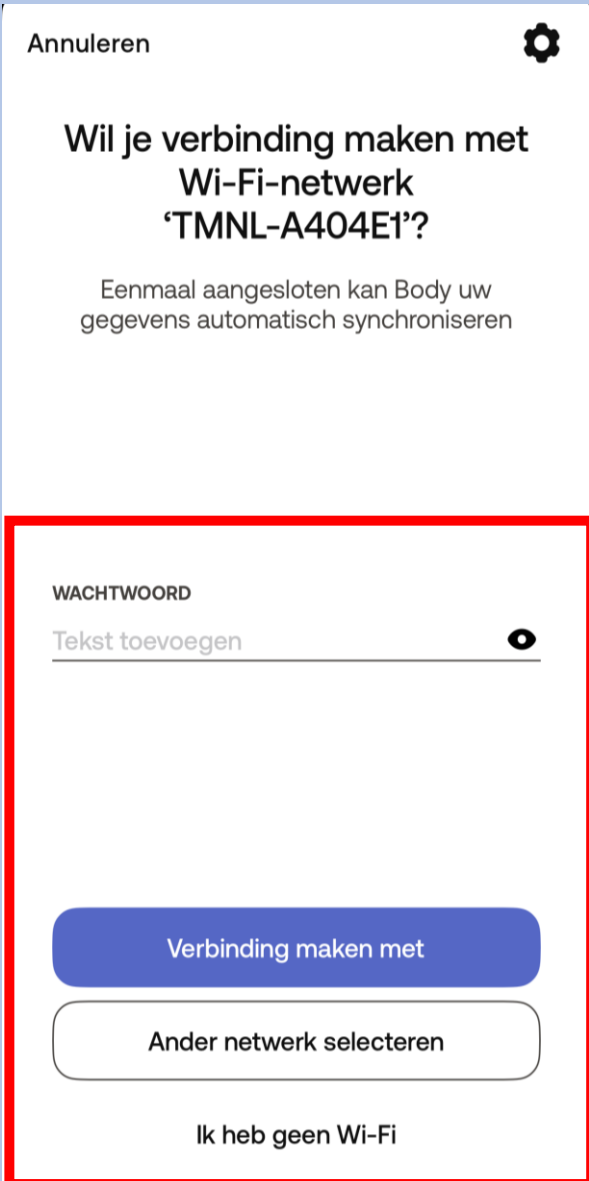 Annuleren
Wil je verbinding maken met
Wi-Fi-netwerk
‘TMNL-A404E1’?
Eenmaal aangesloten kan Body uw
gegevens automatisch synchroniseren
WACHTWOORD
Tekst toevoegen
Verbinding maken met
Ander netwerk selecteren
Ik heb geen Wi-Fi